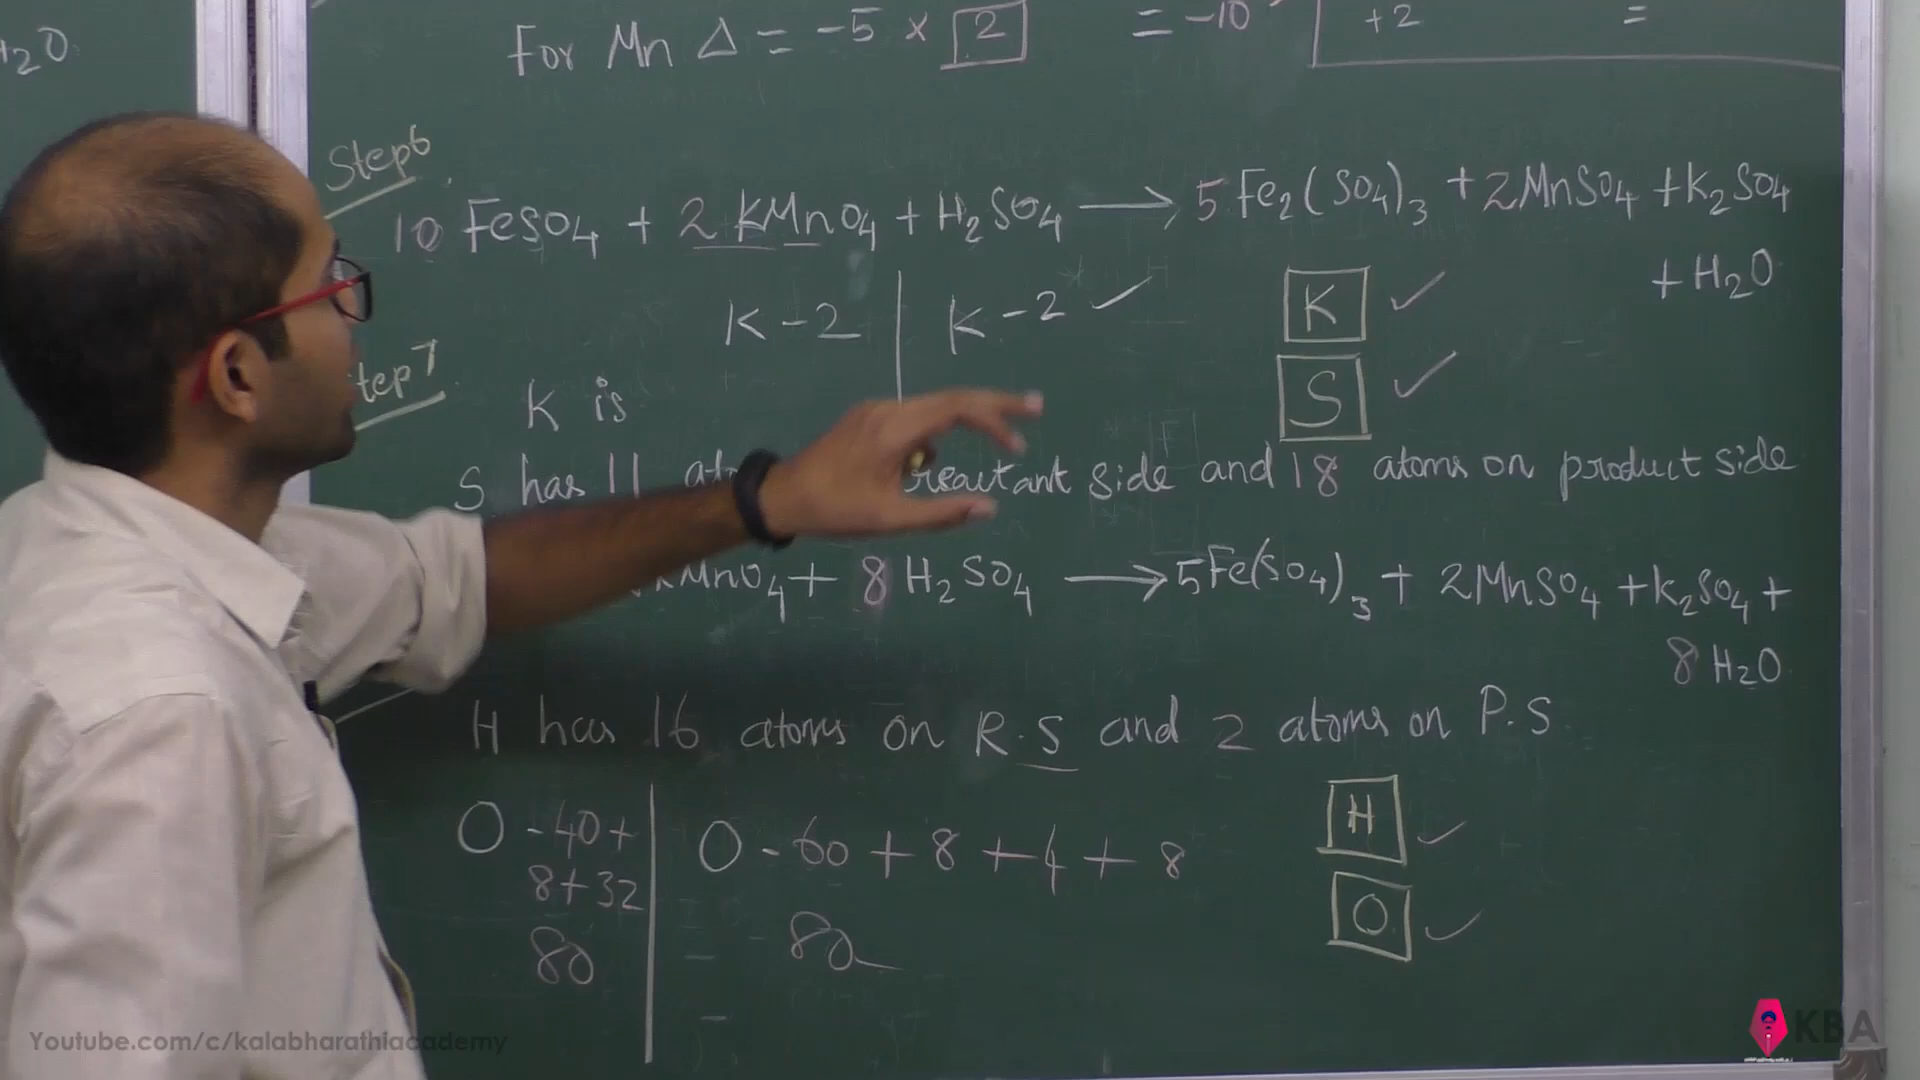 H2O
For Mn Δ = -5 × 2 = -10
+2 =
Step6
10 FeSO4 + 2 KMnO4 + H2SO4 ⟶ 5 Fe2(SO4)3 + 2MnSO4 + K2SO4
+ H2O
K - 2 | K - 2 ✓
K ✓
tep7
K is
S ✓
S has 11 reactant side and 18 atoms on product side
KMnO4 + 8 H2SO4 ⟶ 5Fe(SO4)3 + 2MnSO4 + K2SO4 +
8 H2O
H has 16 atoms on R.S and 2 atoms on P.S
O - 40 + | O - 60 + 8 + 4 + 8
8 + 32
80 | 80
H ✓
O ✓
Youtube.com/c/kalabharathiacademy
KBA